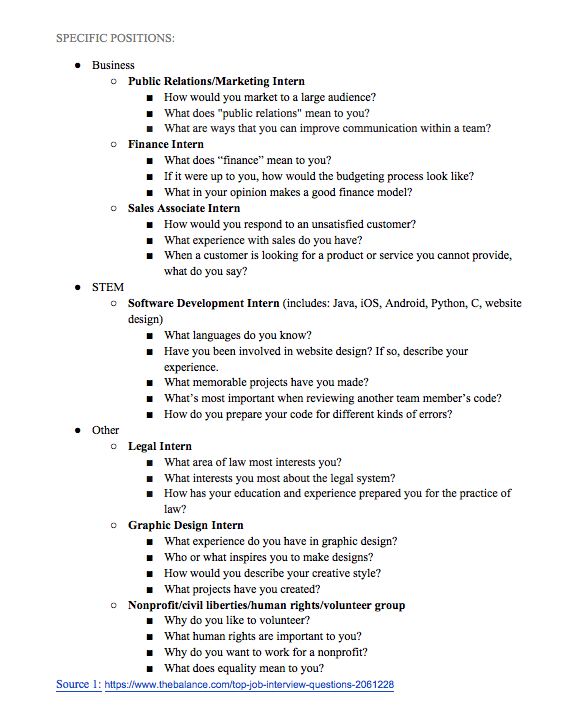 SPECIFIC POSITIONS:
● Business
○ Public Relations/Marketing Intern
■ How would you market to a large audience?
■ What does "public relations" mean to you?
■ What are ways that you can improve communication within a team?
○ Finance Intern
■ What does “finance” mean to you?
■ If it were up to you, how would the budgeting process look like?
■ What in your opinion makes a good finance model?
○ Sales Associate Intern
■ How would you respond to an unsatisfied customer?
■ What experience with sales do you have?
■ When a customer is looking for a product or service you cannot provide,
what do you say?
● STEM
○ Software Development Intern (includes: Java, iOS, Android, Python, C, website
design)
■ What languages do you know?
■ Have you been involved in website design? If so, describe your
experience.
■ What memorable projects have you made?
■ What’s most important when reviewing another team member’s code?
■ How do you prepare your code for different kinds of errors?
● Other
○ Legal Intern
■ What area of law most interests you?
■ What interests you most about the legal system?
■ How has your education and experience prepared you for the practice of
law?
○ Graphic Design Intern
■ What experience do you have in graphic design?
■ Who or what inspires you to make designs?
■ How would you describe your creative style?
■ What projects have you created?
○ Nonprofit/civil liberties/human rights/volunteer group
■ Why do you like to volunteer?
■ What human rights are important to you?
■ Why do you want to work for a nonprofit?
■ What does equality mean to you?
Source 1: https://www.thebalance.com/top-job-interview-questions-2061228